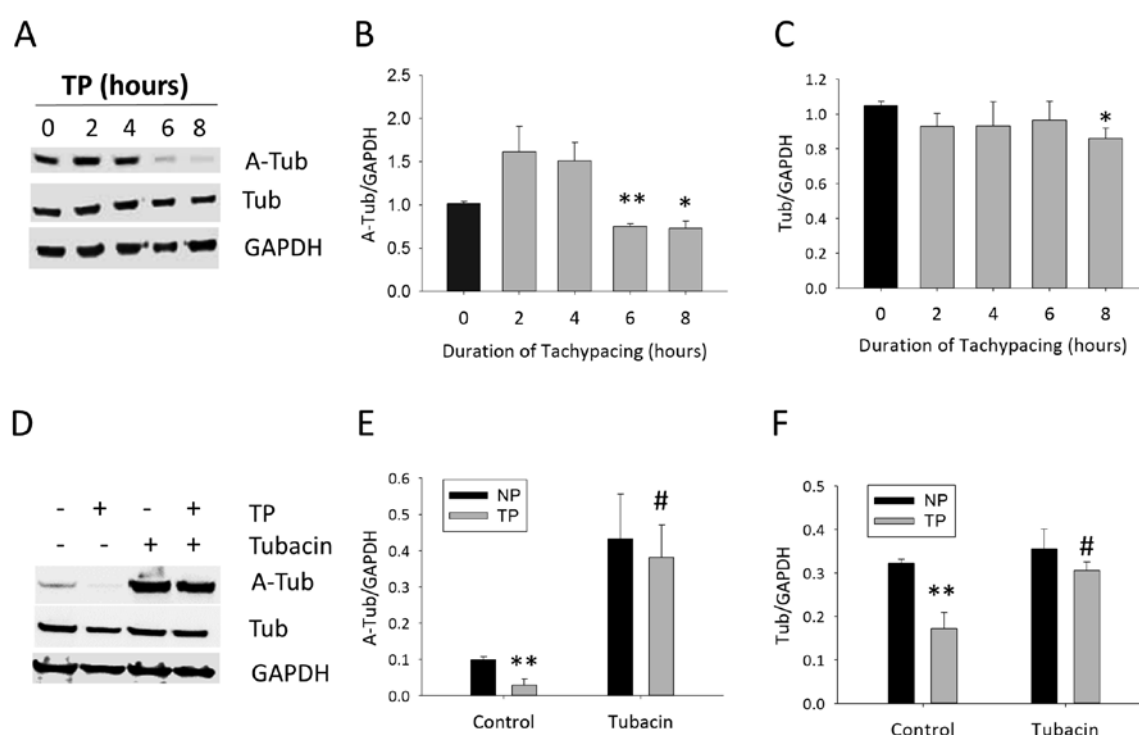 A
TP (hours)
0 2 4 6 8
A-Tub
Tub
GAPDH
B
A-Tub/GAPDH
2.5
2.0
1.5
1.0
0.5
0.0
** *
0 2 4 6 8
Duration of Tachypacing (hours)
C
Tub/GAPDH
1.2
1.0
0.8
0.6
0.4
0.2
0.0
*
0 2 4 6 8
Duration of Tachypacing (hours)
D
- + - + TP
- - + + Tubacin
A-Tub
Tub
GAPDH
E
A-Tub/GAPDH
0.6
0.5
0.4
0.3
0.2
0.1
0.0
NP
TP
**
#
Control Tubacin
F
Tub/GAPDH
0.5
0.4
0.3
0.2
0.1
0.0
NP
TP
**
#
Control Tubacin